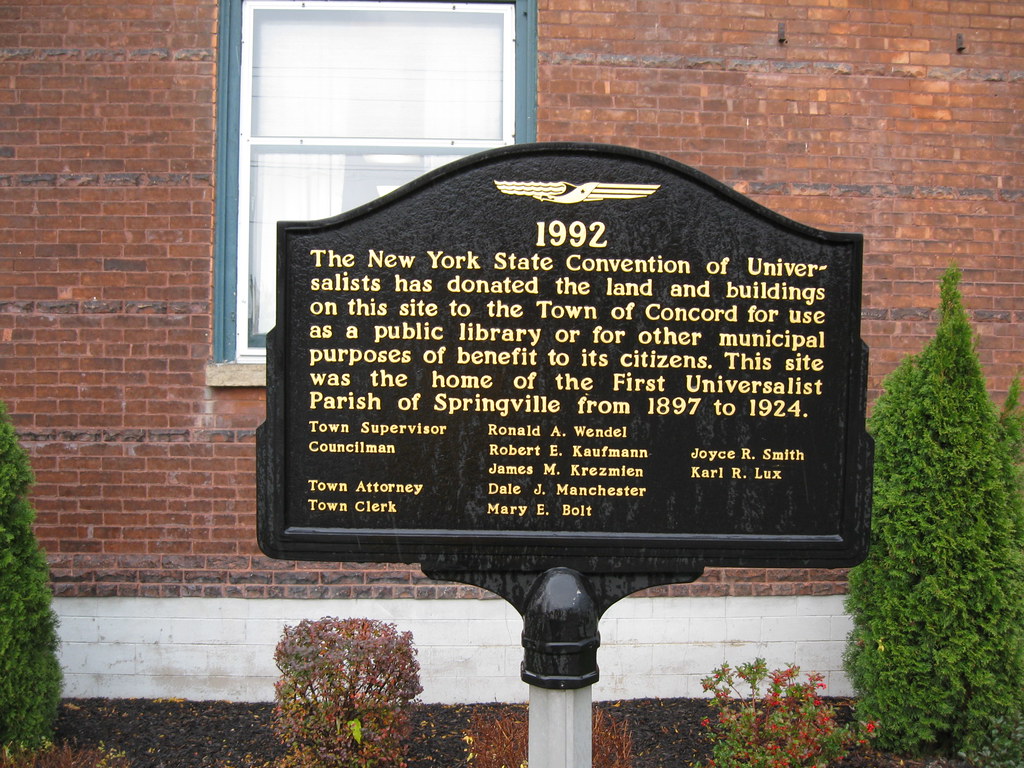 1992
The New York State Convention of Univer-
salists has donated the land and buildings
on this site to the Town of Concord for use
as a public library or for other municipal
purposes of benefit to its citizens. This site
was the home of the First Universalist
Parish of Springville from 1897 to 1924.
Town Supervisor Ronald A. Wendel
Councilman Robert E. Kaufmann Joyce R. Smith
James M. Krezmien Karl R. Lux
Town Attorney Dale J. Manchester
Town Clerk Mary E. Bolt